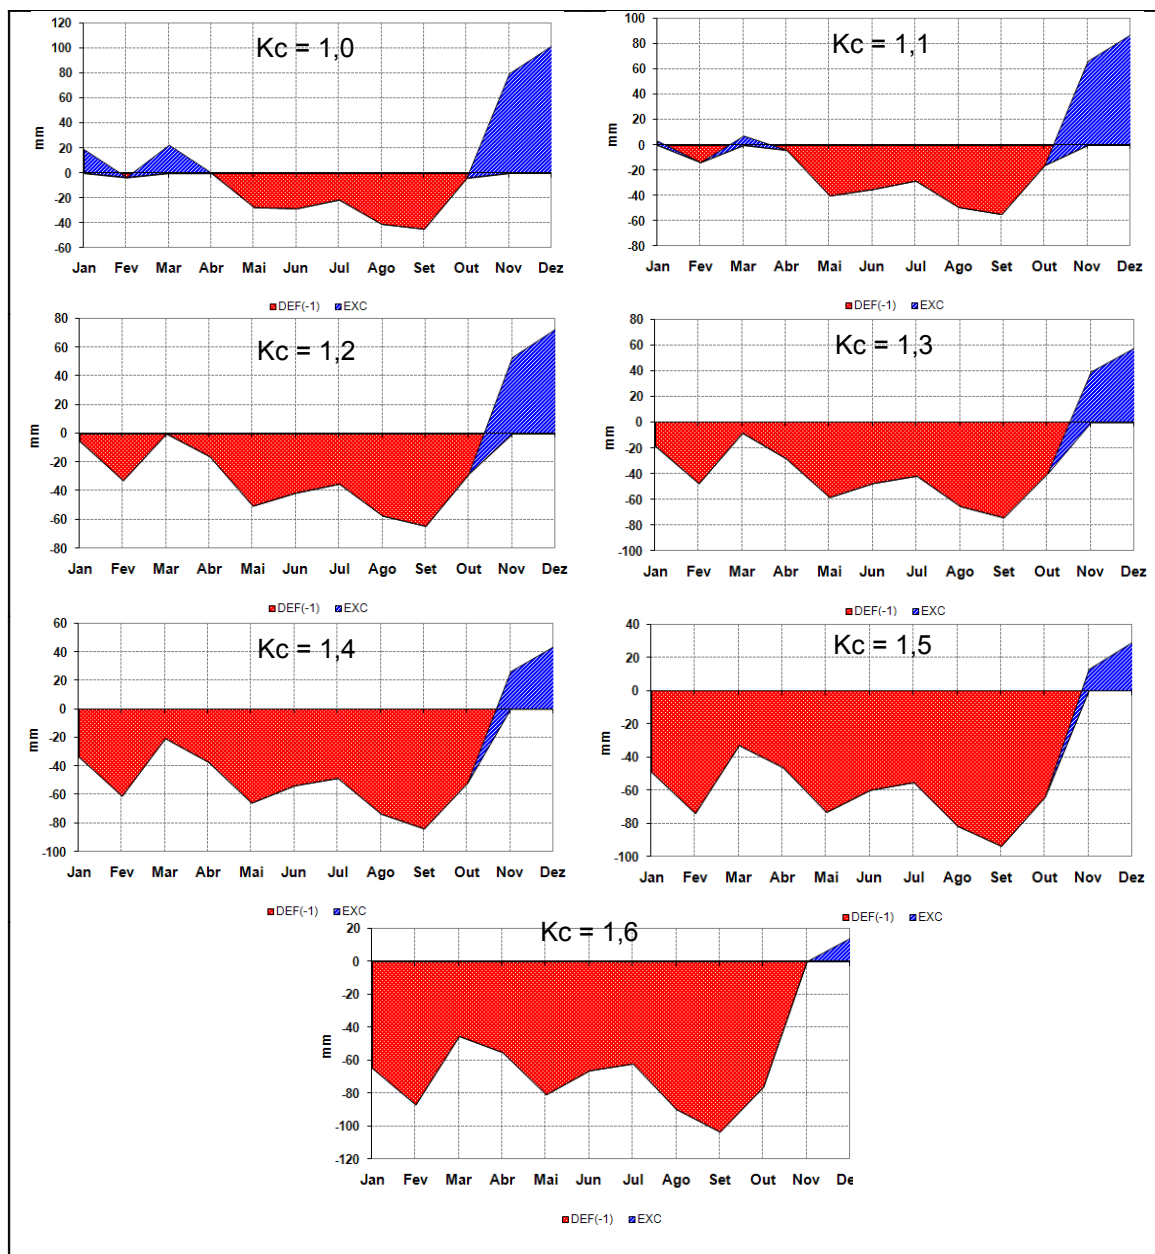 Kc = 1,0
120
100
80
60
40
20
0
-20
-40
-60
mm
Jan Fev Mar Abr Mai Jun Jul Ago Set Out Nov Dez
DEF(-1) EXC
Kc = 1,1
100
80
60
40
20
0
-20
-40
-60
-80
mm
Jan Fev Mar Abr Mai Jun Jul Ago Set Out Nov Dez
DEF(-1) EXC
Kc = 1,2
80
60
40
20
0
-20
-40
-60
-80
mm
Jan Fev Mar Abr Mai Jun Jul Ago Set Out Nov Dez
DEF(-1) EXC
Kc = 1,3
80
60
40
20
0
-20
-40
-60
-80
-100
mm
Jan Fev Mar Abr Mai Jun Jul Ago Set Out Nov Dez
DEF(-1) EXC
Kc = 1,4
60
40
20
0
-20
-40
-60
-80
-100
mm
Jan Fev Mar Abr Mai Jun Jul Ago Set Out Nov Dez
DEF(-1) EXC
Kc = 1,5
40
20
0
-20
-40
-60
-80
-100
mm
Jan Fev Mar Abr Mai Jun Jul Ago Set Out Nov Dez
DEF(-1) EXC
Kc = 1,6
20
0
-20
-40
-60
-80
-100
-120
mm
Jan Fev Mar Abr Mai Jun Jul Ago Set Out Nov De
DEF(-1) EXC